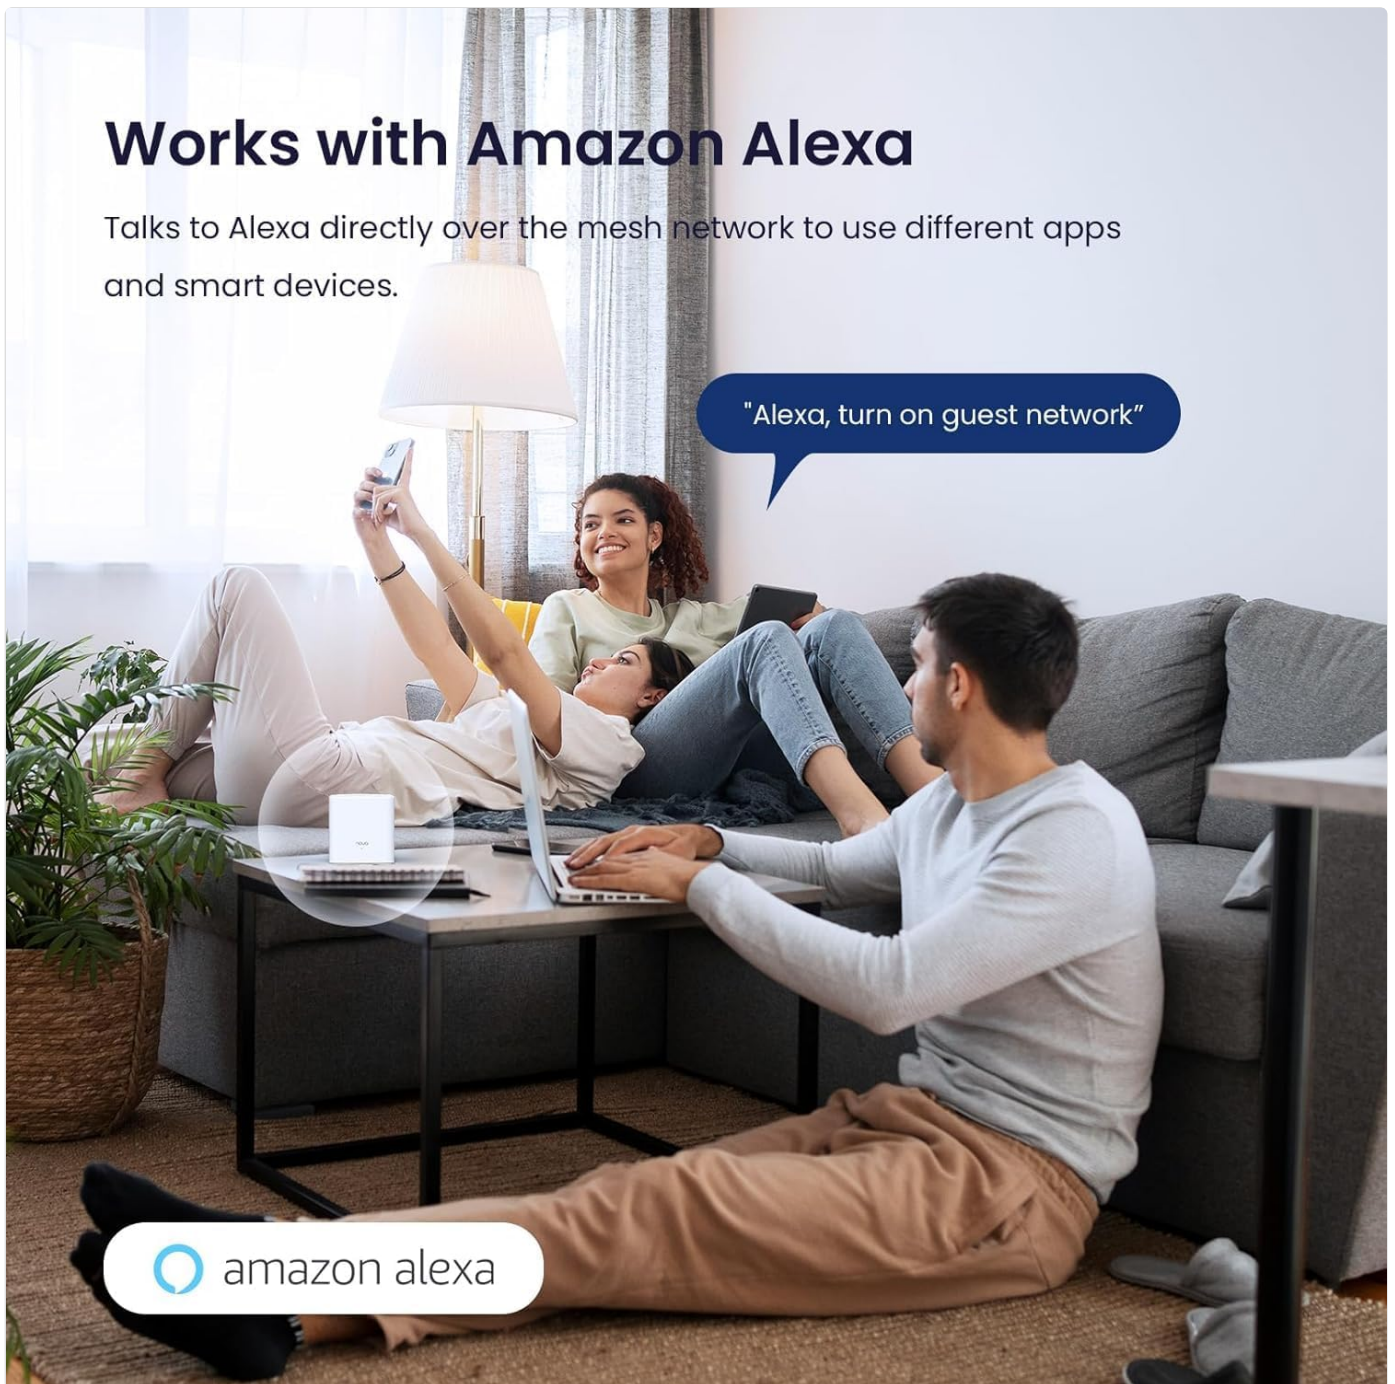 Works with Amazon Alexa
Talks to Alexa directly over the mesh network to use different apps
and smart devices.
"Alexa, turn on guest network”
nova
amazon alexa